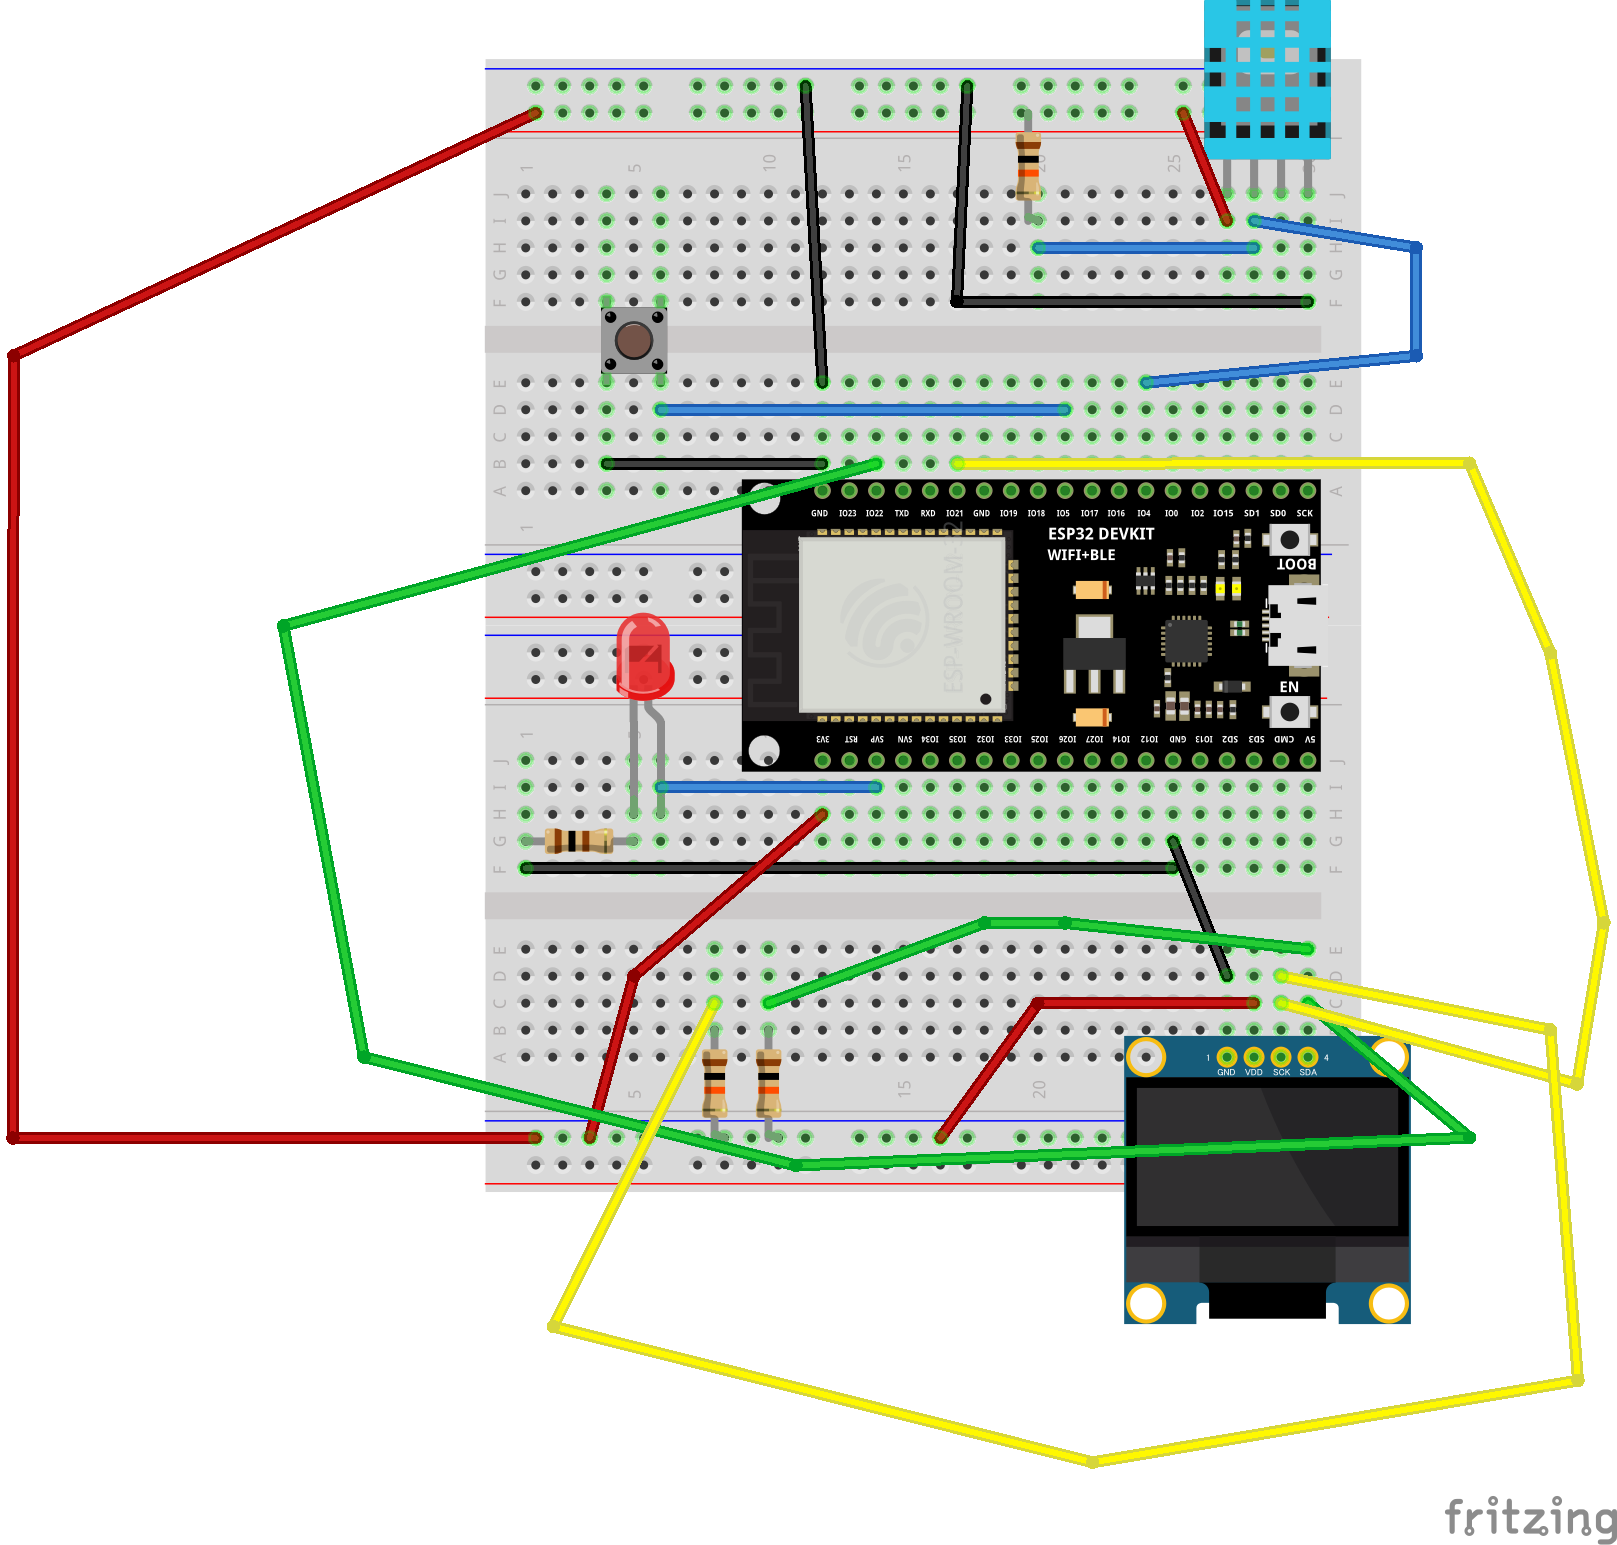 1 5 10 15 20 25
J J
I I
H H
G G
F F
E E
D D
C C
B B
A A
GND IO23 IO22 TXD RXD IO21 GND IO19 IO18 IO5 IO17 IO16 IO4 IO0 IO2 IO15 SD1 SD0 SCK
1
ESP32 DEVKIT
WIFI+BLE
BOOT
ESP-WROOM-32
EN
3V3 RST SVP SVN IO34 IO35 IO32 IO33 IO25 IO26 IO27 IO14 IO12 GND IO13 SD2 SD3 CMD 5V
1
J J
I I
H H
G G
F F
E E
D D
C C
B
A
1 4
GND VDD SCK SDA
5 15 20
fritzing